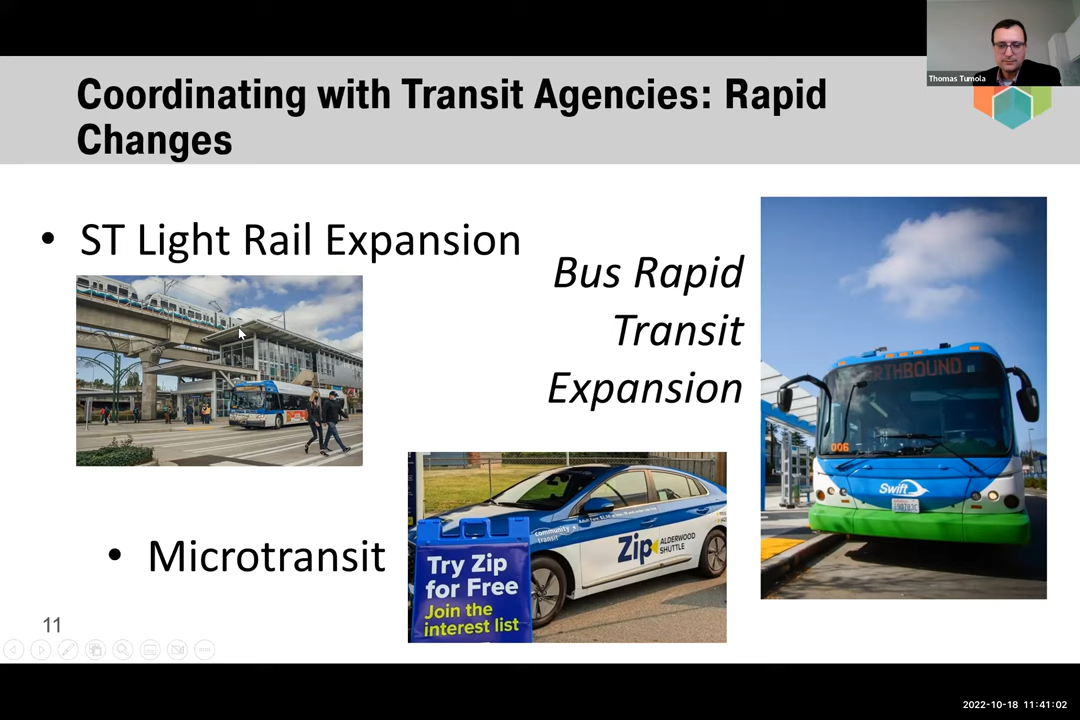 Thomas Tumola
Coordinating with Transit Agencies: Rapid
Changes
• ST Light Rail Expansion
Bus Rapid
Transit
Expansion
RTHBOUND
006
Swift
• Microtransit
community
transit
Zip
ALDERWOOD
SHUTTLE
Try Zip
for Free
Join the
interest list
11
2022-10-18 11:41:02